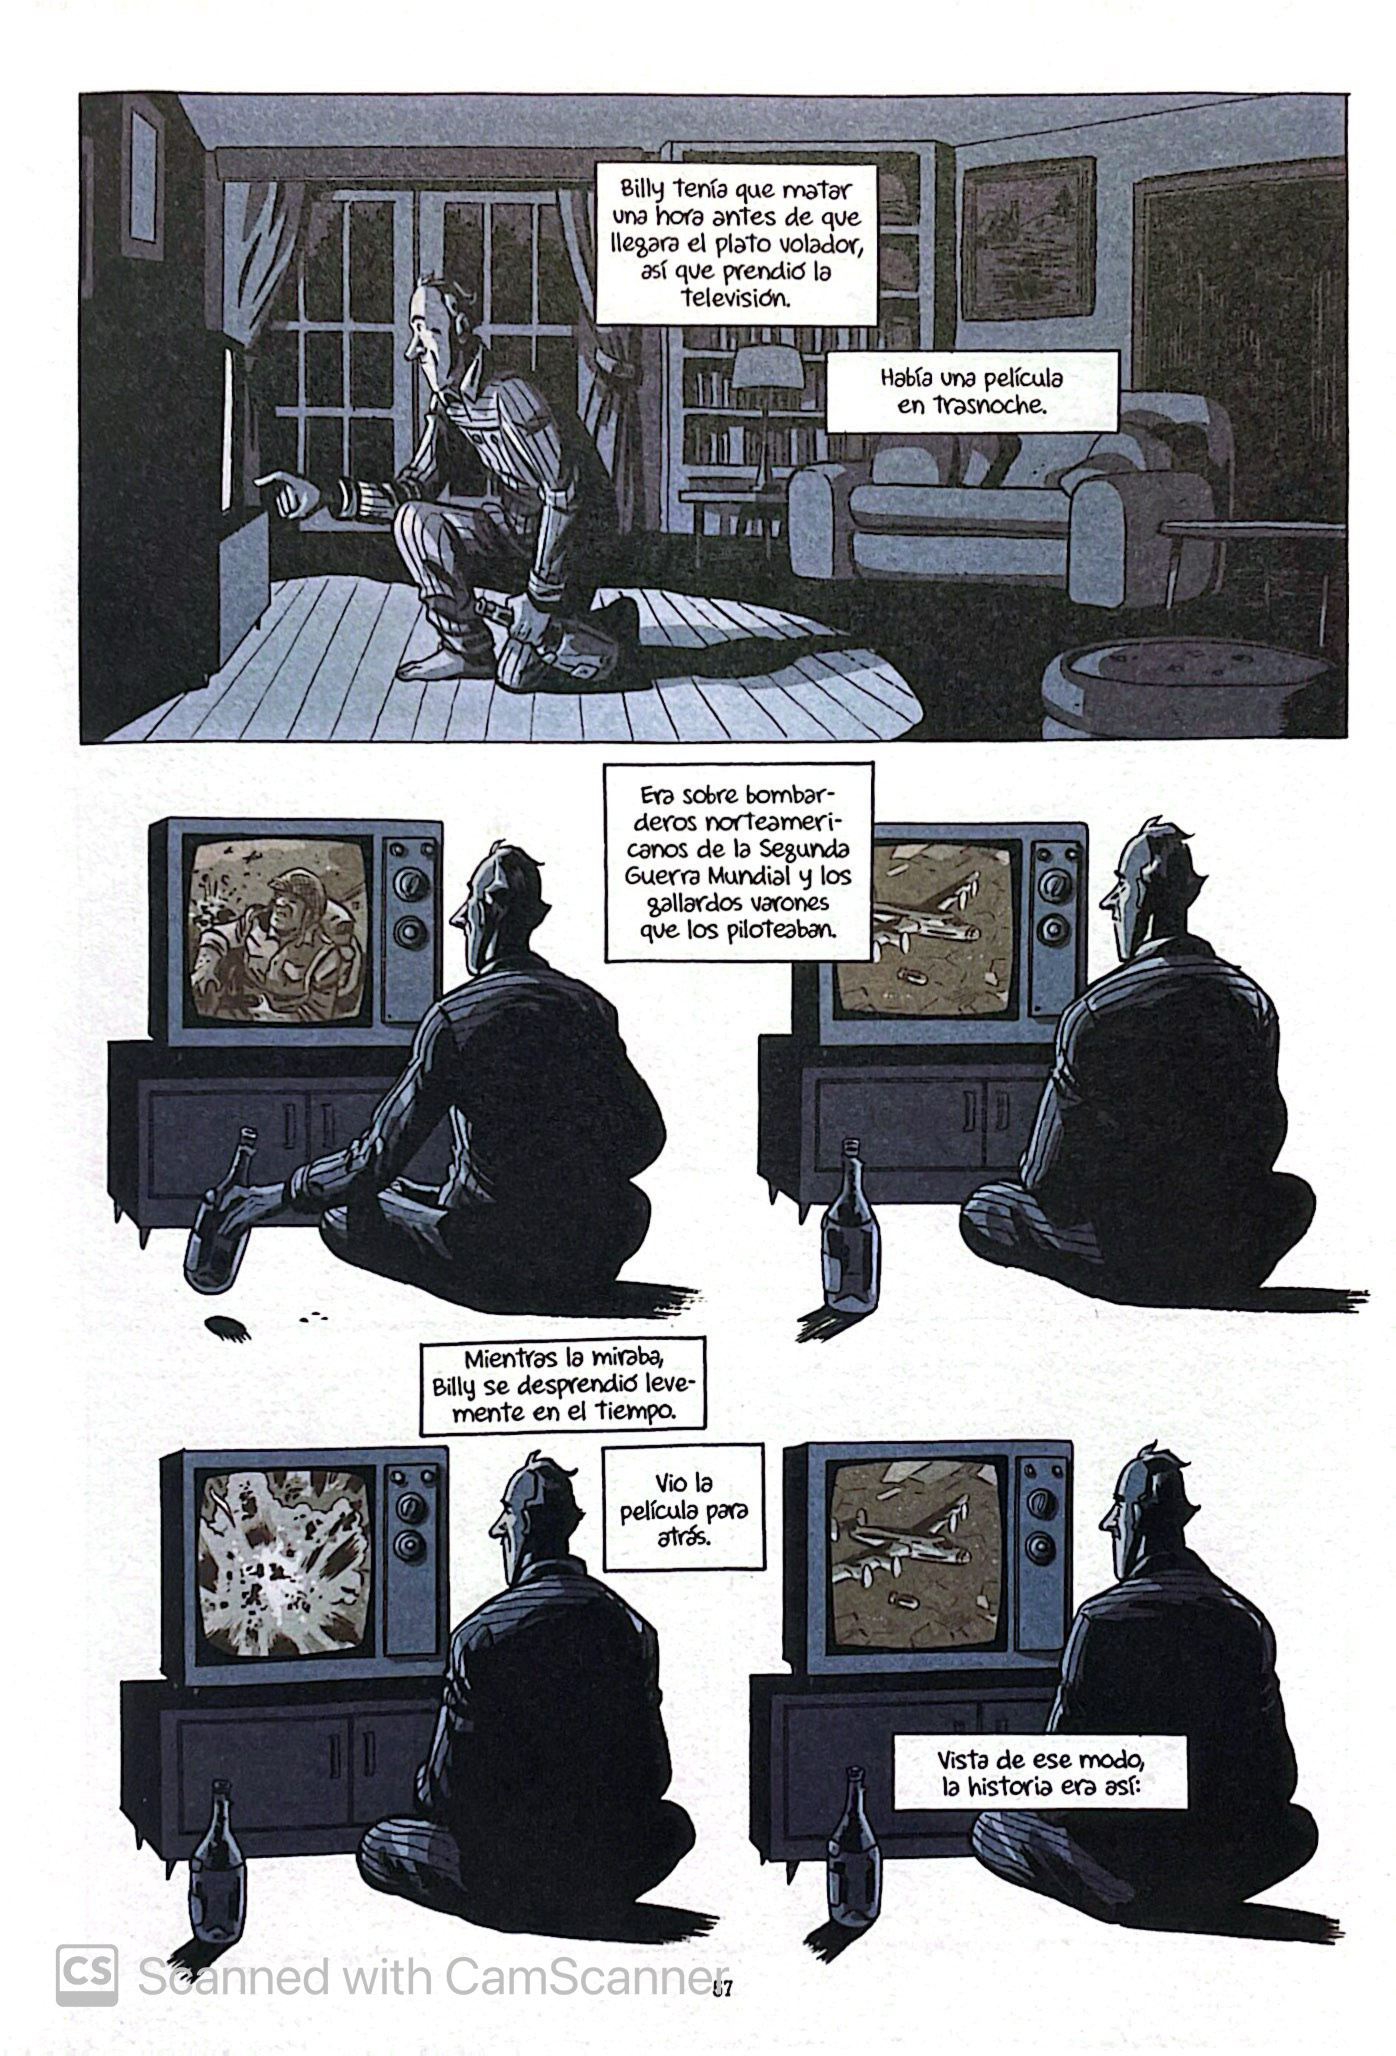 Billy tenía que matar
una hora antes de que
llegara el plato volador,
así que prendió la
televisión.
Había una película
en trasnoche.
Era sobre bombar-
deros norteameri-
canos de la Segunda
Guerra Mundial y los
gallardos varones
que los piloteaban.
Mientras la miraba,
Billy se desprendió leve-
mente en el tiempo.
Vio la
película para
atrás.
Vista de ese modo,
la historia era así:
CS Scanned with CamScanner
57